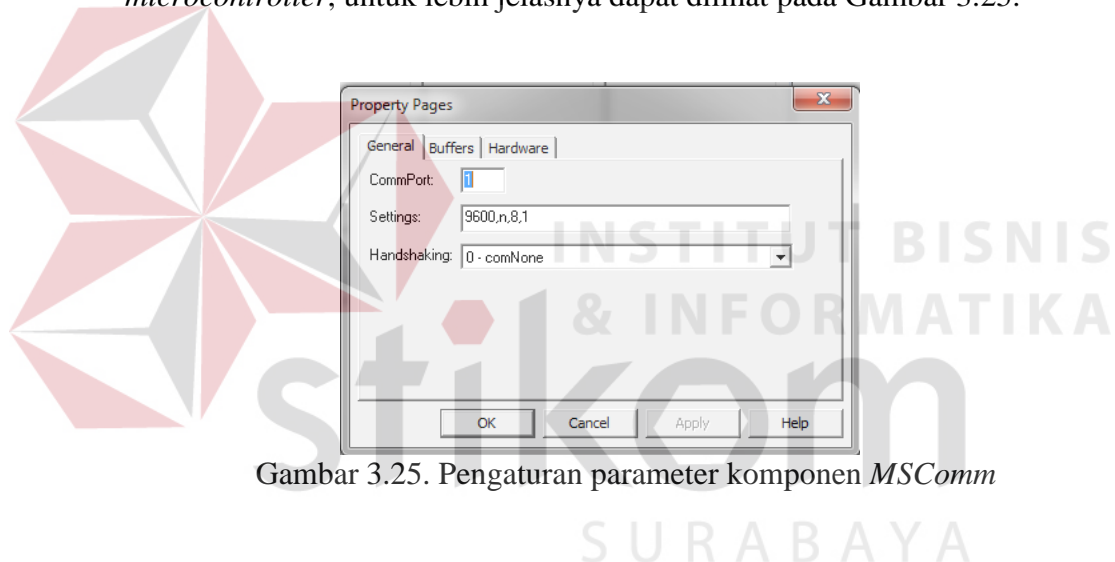 microcontroller, untuk lebih jelasnya dapat dilihat pada Gambar 3.25.
Property Pages
General Buffers Hardware
CommPort: 1
Settings: 9600,n,8,1
Handshaking: 0 - comNone
INSTITUT BISNIS
& INFORMATIKA
stikom
OK Cancel Apply Help
Gambar 3.25. Pengaturan parameter komponen MSComm
SURABAYA